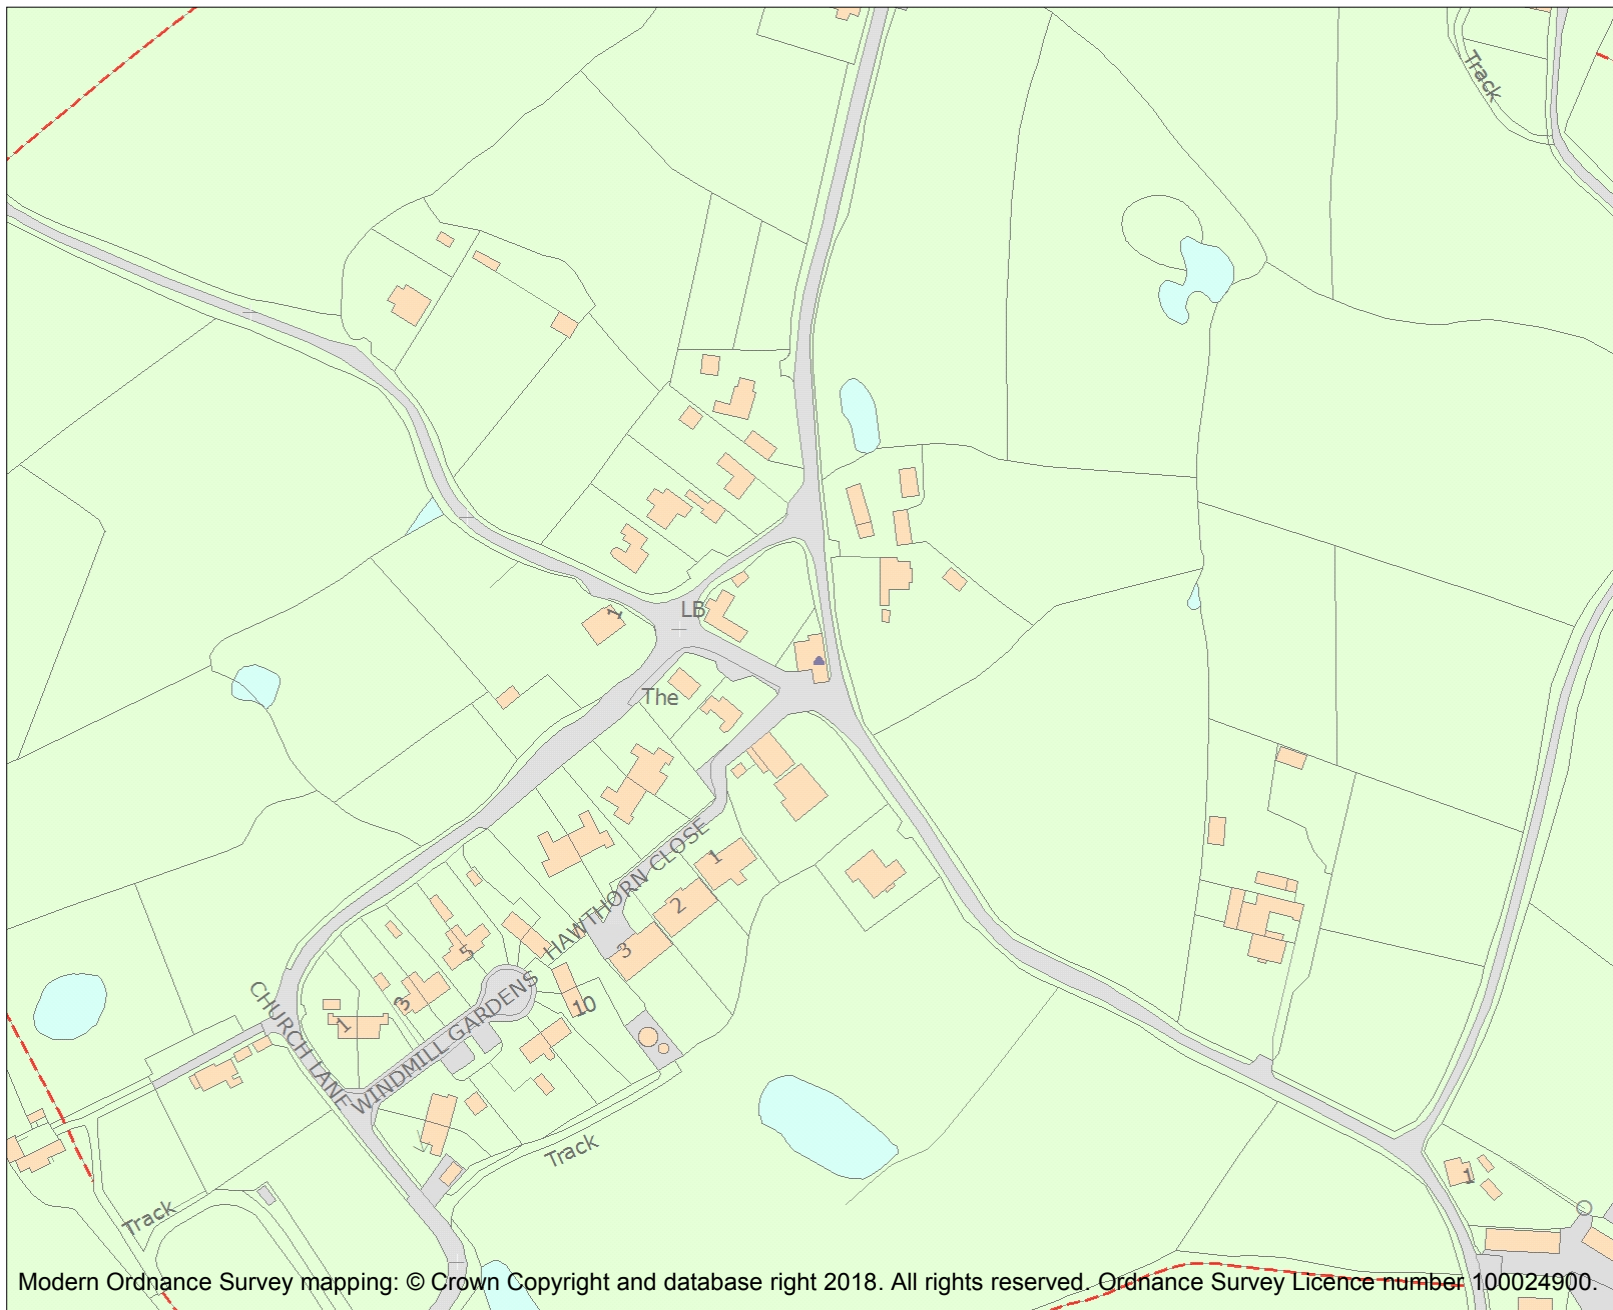 Track
LB
1
The
HAWTHORN CLOSE
1
2
3
5
3
1
10
WINDMILL GARDENS
CHURCH LANE
Track
Track
1
Modern Ordnance Survey mapping: © Crown Copyright and database right 2018. All rights reserved. Ordnance Survey Licence number 100024900.